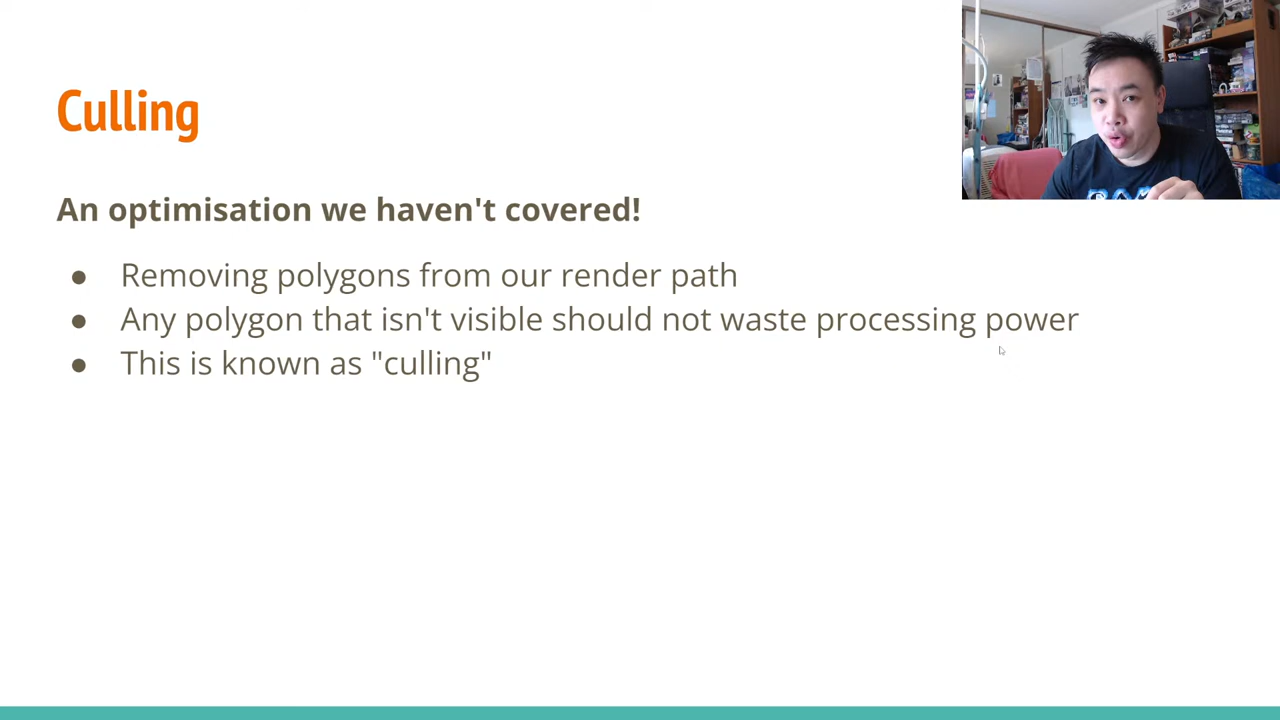 Culling
An optimisation we haven't covered!
● Removing polygons from our render path
● Any polygon that isn't visible should not waste processing power
● This is known as "culling"